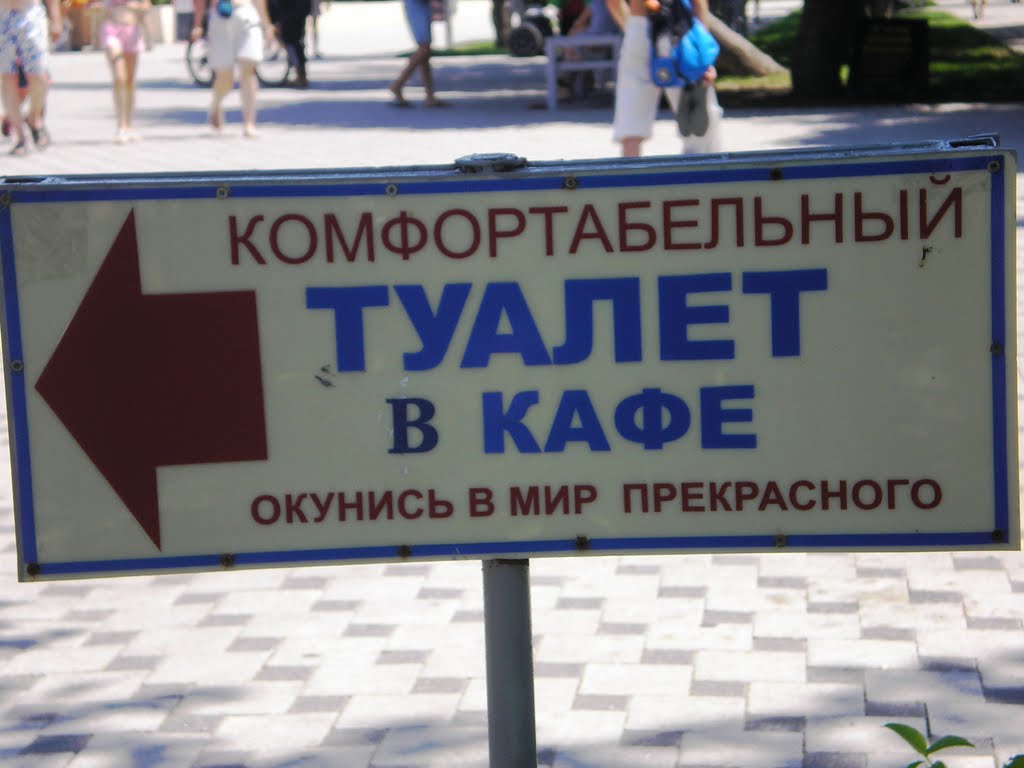 КОМФОРТАБЕЛЬНЫЙ
ТУАЛЕТ
В КАФЕ
ОКУНИСЬ В МИР ПРЕКРАСНОГО